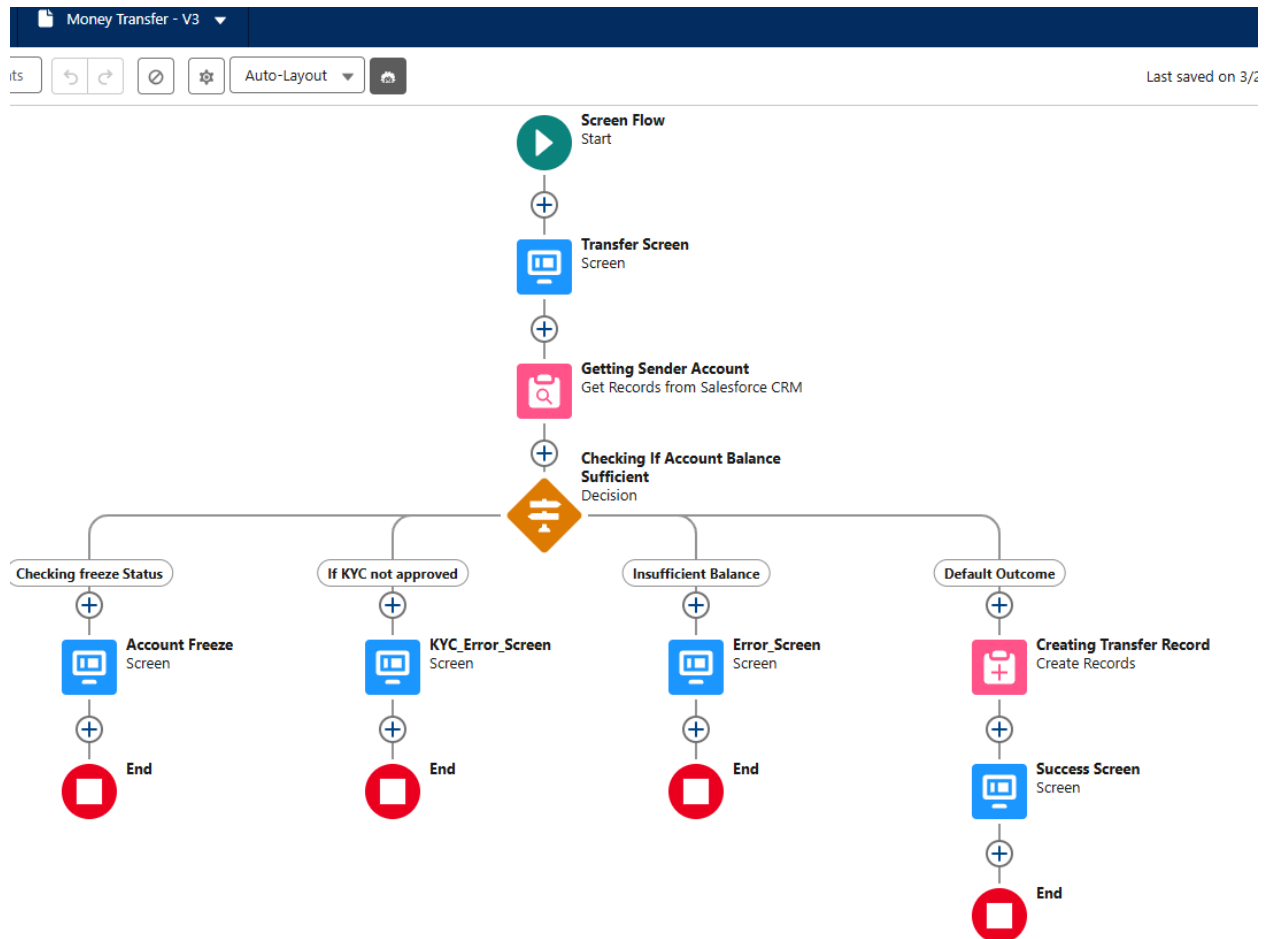 Money Transfer - V3
Auto-Layout
Last saved on 3/2
Screen Flow
Start
Transfer Screen
Screen
Getting Sender Account
Get Records from Salesforce CRM
Checking If Account Balance
Sufficient
Decision
Checking freeze Status
If KYC not approved
Insufficient Balance
Default Outcome
Account Freeze
Screen
KYC_Error_Screen
Screen
Error_Screen
Screen
Creating Transfer Record
Create Records
End
End
End
Success Screen
Screen
End